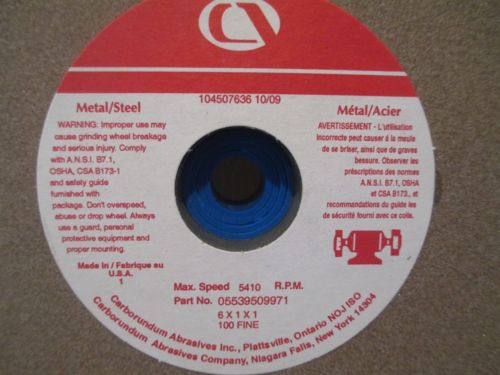 104507636 10/09
Metal/Steel
WARNING: Improper use may
cause grinding wheel breakage
and serious injury. Comply
with A.N.S.I. B7.1,
OSHA, CSA B173-1
and safety guide
furnished with
package. Don't overspeed,
abuse or drop wheel. Always
use a guard, personal
protective equipment and
proper mounting.
Made in / Fabrique au
U.S.A.
1
Métal/Acier
AVERTISSEMENT - L'utilisation
incorrecte peut causer à la meule
de se briser, ainsi que de graves
bessure. Observer les
prescriptions des normes
A.N.S.I. B7.1, OSHA
et CSA B173., et
recommandations du guide les
de sécurité fourni avec ce colis.
Max. Speed 5410 R.P.M.
Part No. 05539509971
6 X 1 X 1
100 FINE
Carborundum Abrasives Inc., Plattsville, Ontario NOJ ISO
Carborundum Abrasives Company, Niagara Falls, New York 14304